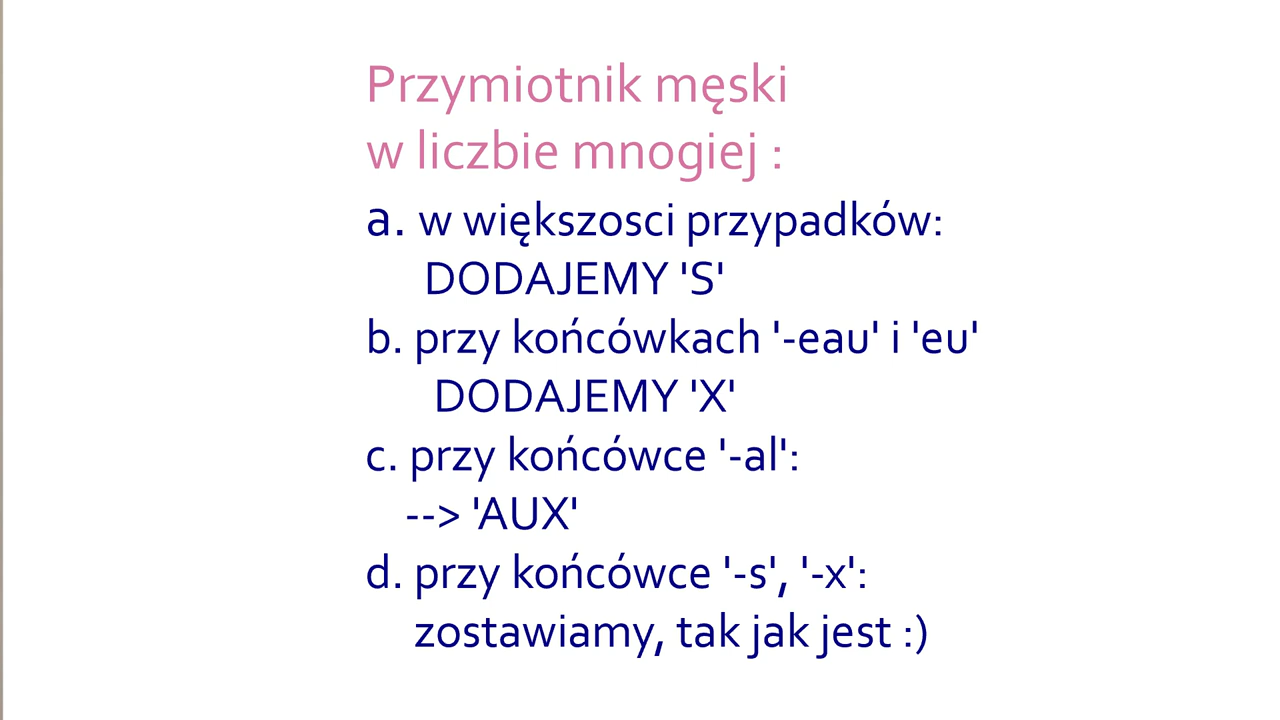 Przymiotnik męski
w liczbie mnogiej :
a. w większosci przypadków:
DODAJEMY 'S'
b. przy końcówkach '-eau' i 'eu'
DODAJEMY 'X'
c. przy końcówce '-al':
--> 'AUX'
d. przy końcówce '-s', '-x':
zostawiamy, tak jak jest :)